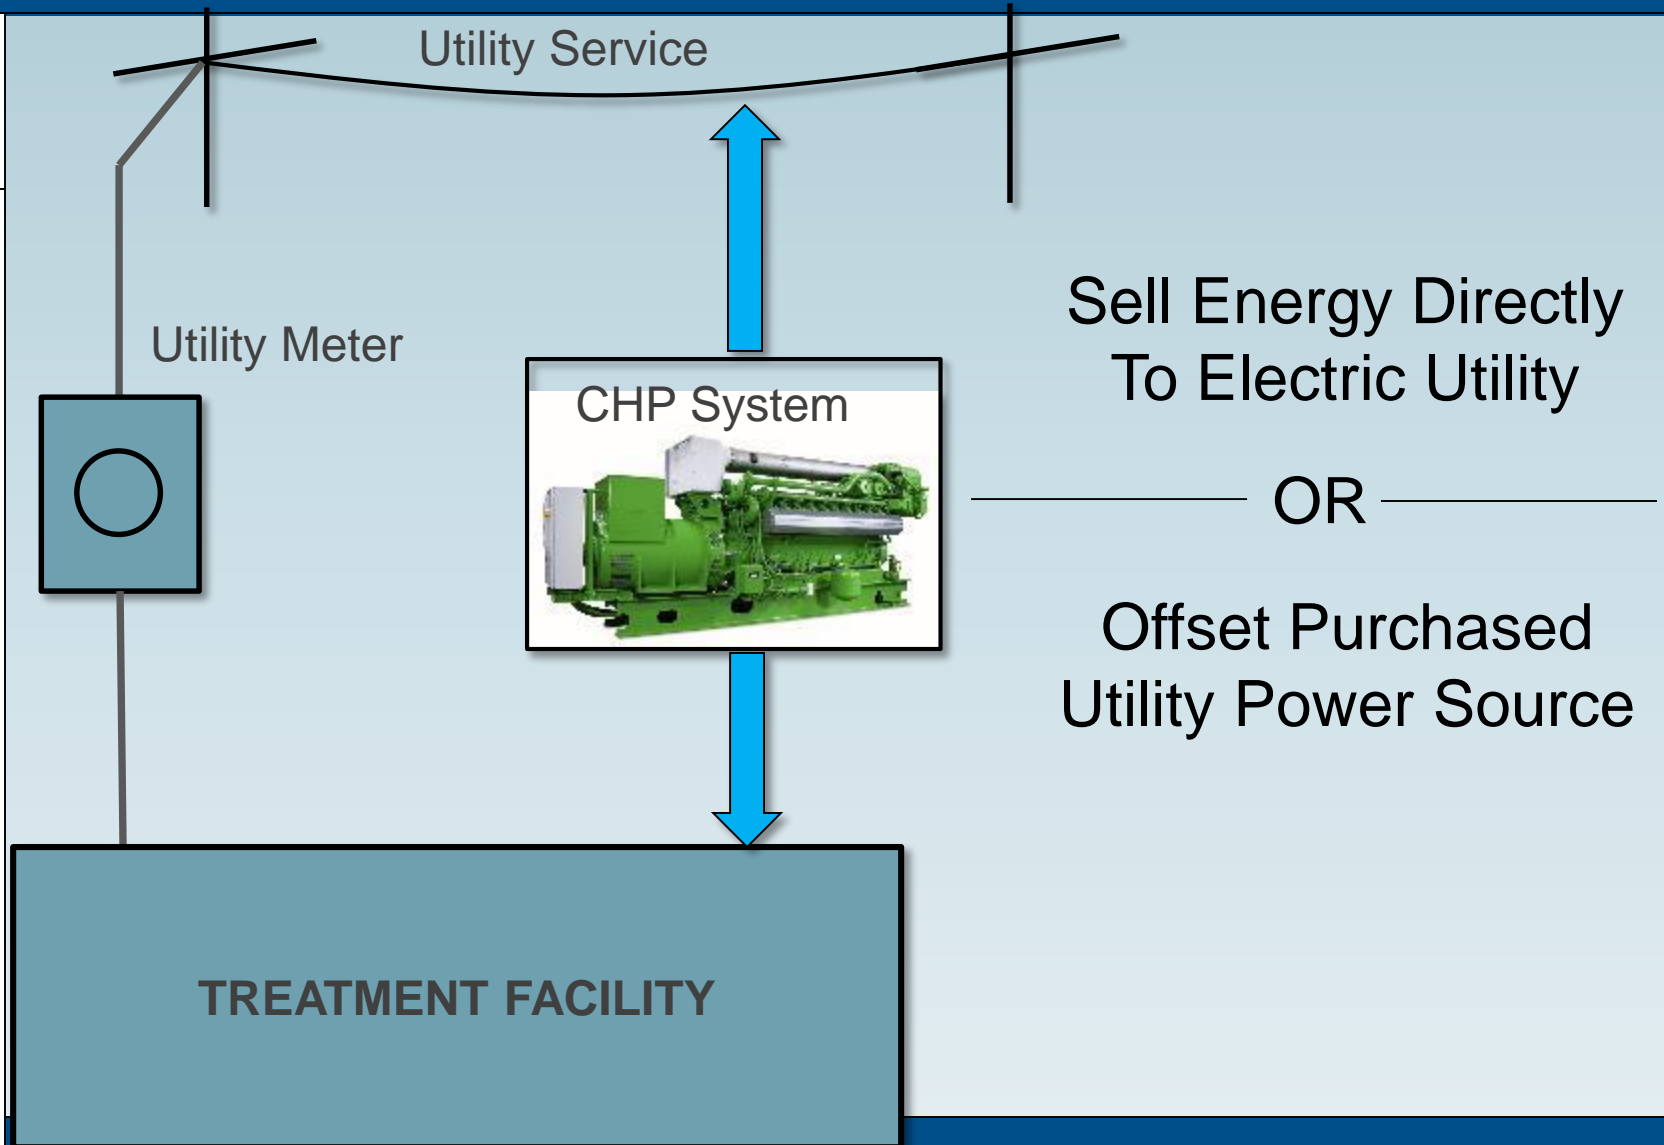 Utility Service
Utility Meter
CHP System
Sell Energy Directly
To Electric Utility
OR
Offset Purchased
Utility Power Source
TREATMENT FACILITY